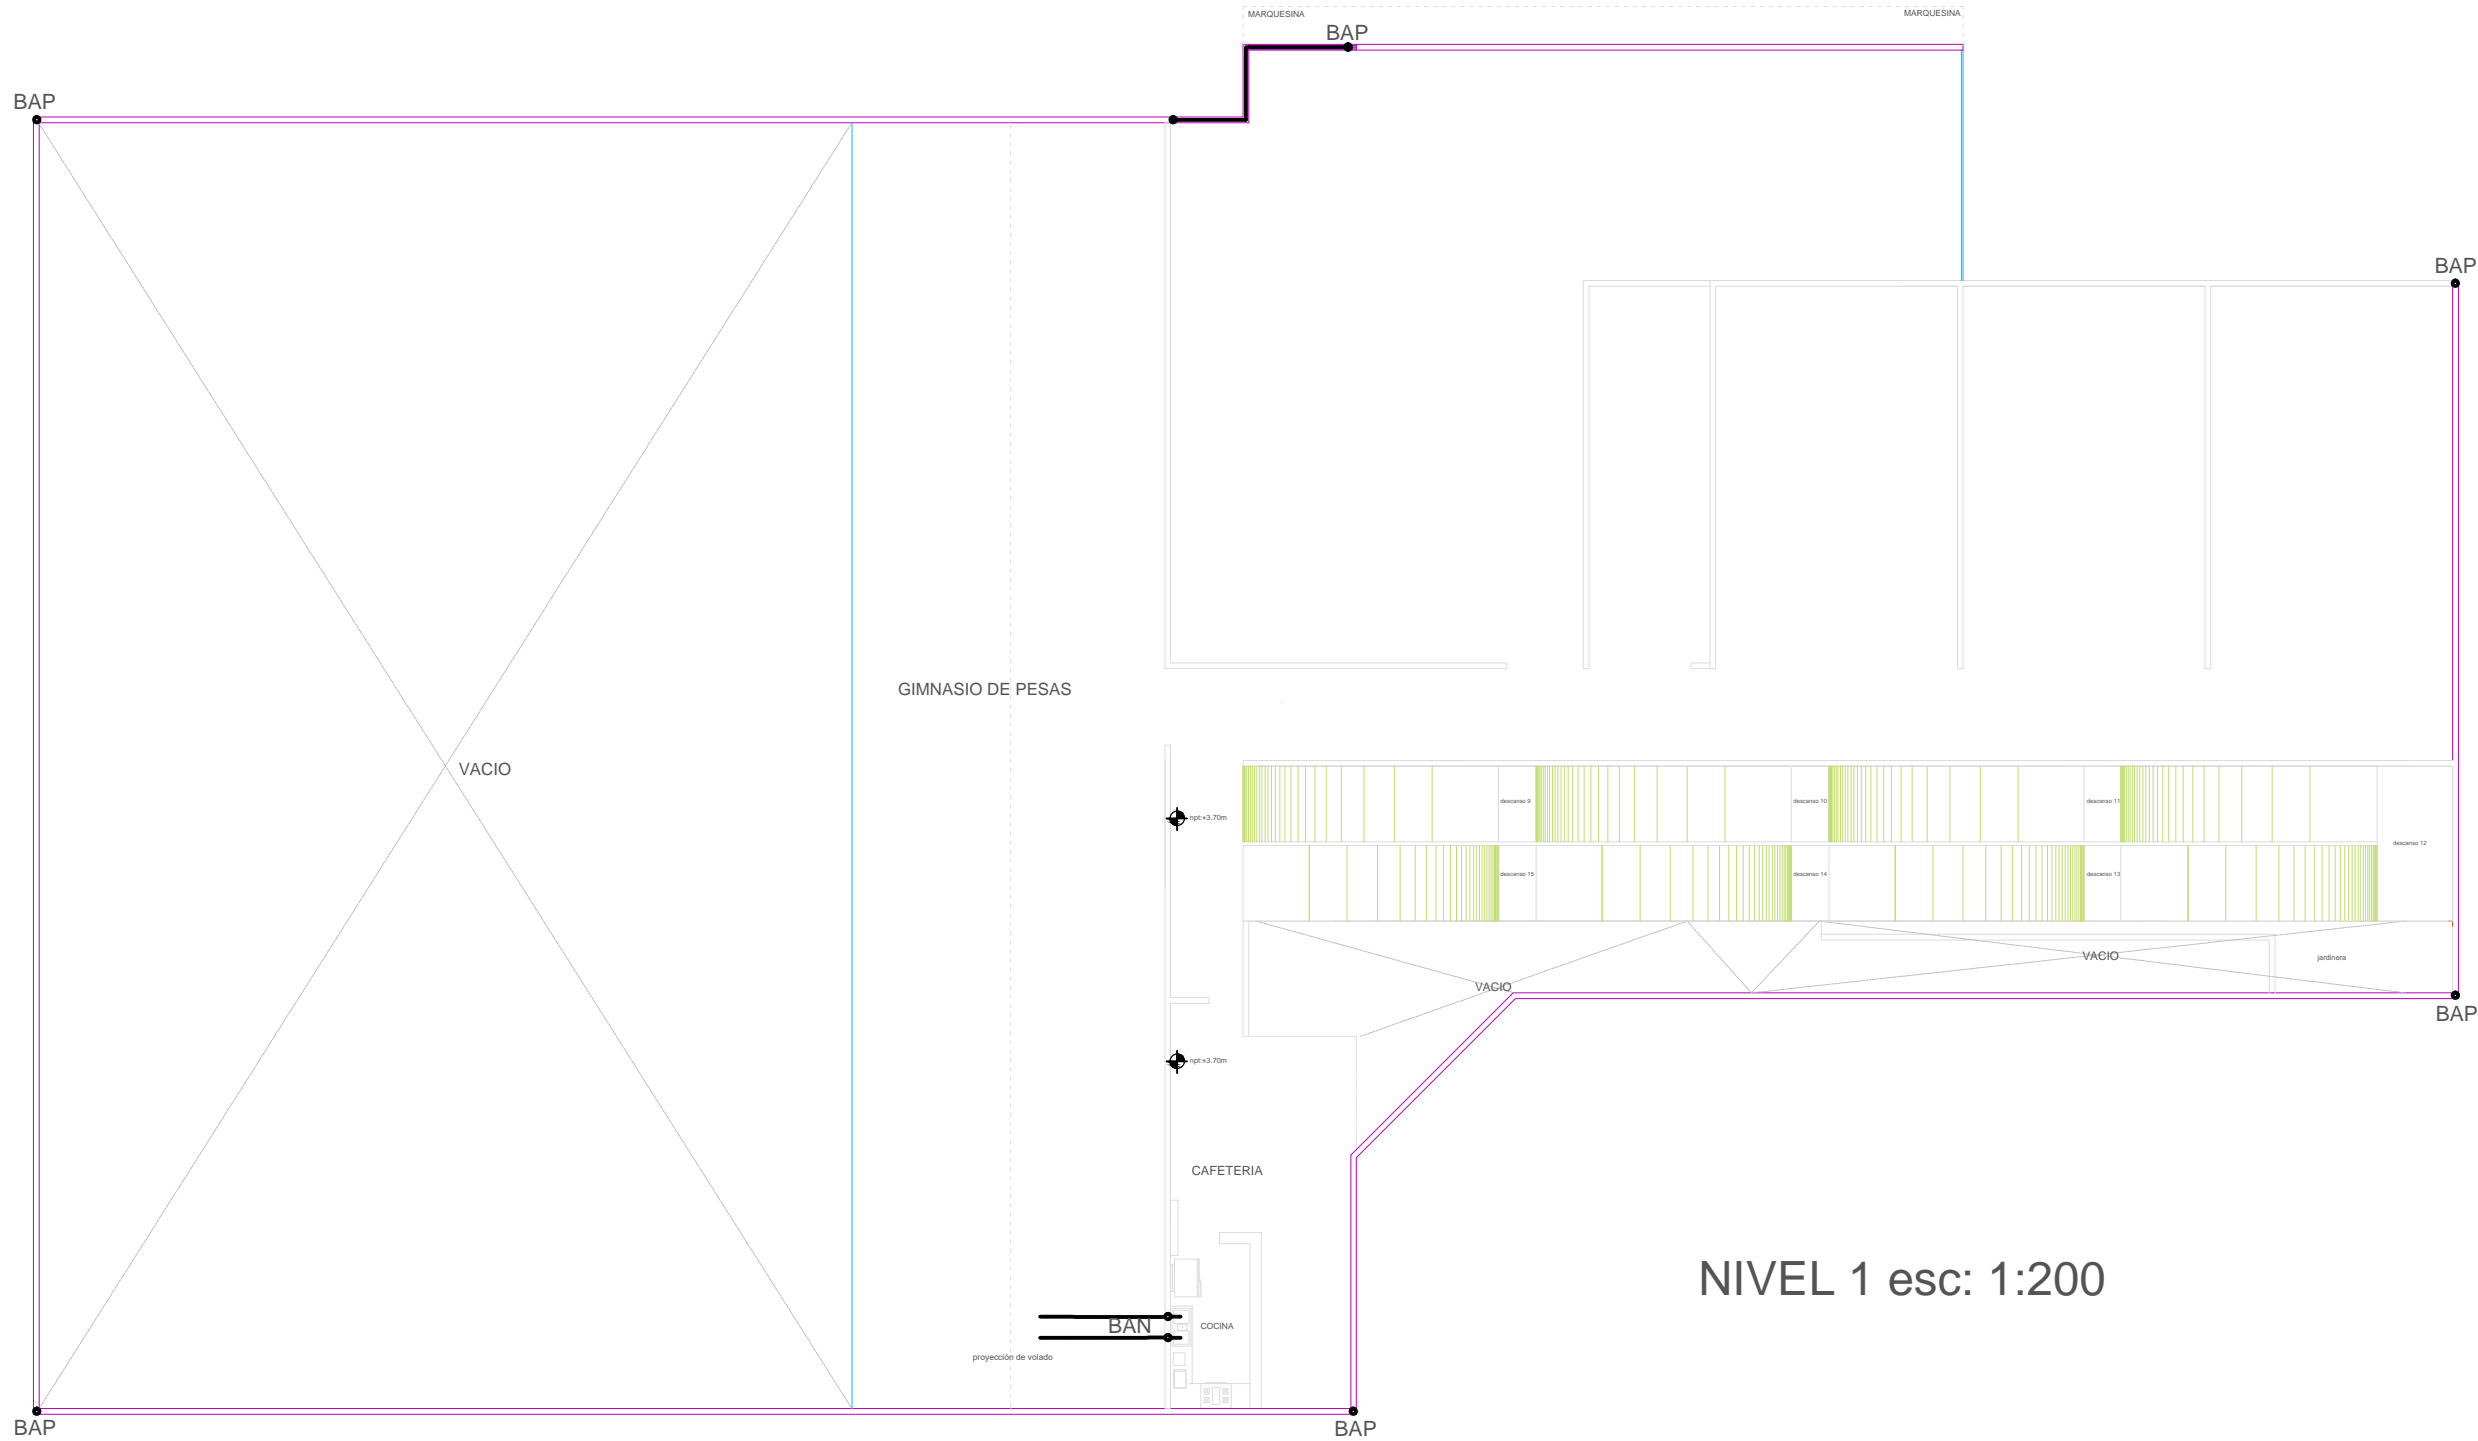 MARQUESINA
MARQUESINA
BAP
BAP
BAP
GIMNASIO DE PESAS
VACIO
descanso 9
descanso 10
descanso 11
npt:+3.70m
descanso 12
descanso 15
descanso 14
descanso 13
VACIO
jardinera
VACIO
BAP
npt:+3.70m
CAFETERIA
NIVEL 1 esc: 1:200
BAN
COCINA
proyección de volado
BAP
BAP